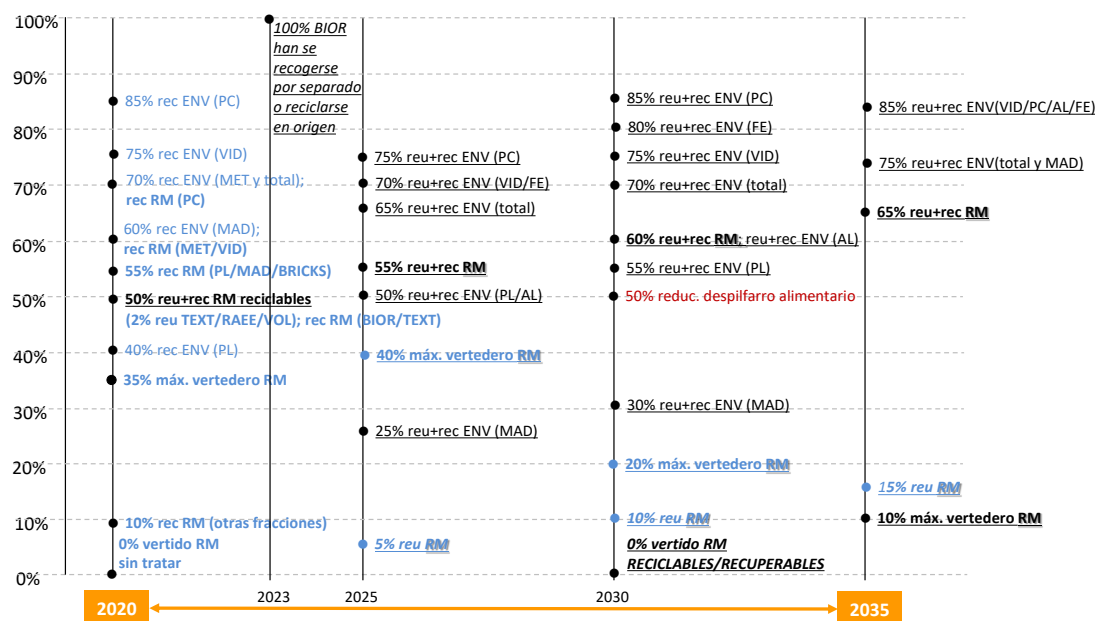 100%
90%
80%
70%
60%
50%
40%
30%
20%
10%
0%
85% rec ENV (PC)
75% rec ENV (VID)
70% rec ENV (MET y total);
rec RM (PC)
60% rec ENV (MAD);
rec RM (MET/VID)
55% rec RM (PL/MAD/BRICKS)
50% reu+rec RM reciclables
(2% reu TEXT/RAEE/VOL); rec RM (BIOR/TEXT)
40% rec ENV (PL)
35% máx. vertedero RM
10% rec RM (otras fracciones)
0% vertido RM
sin tratar
100% BIOR
han se
recogerse
por separado
o reciclarse
en origen
75% reu+rec ENV (PC)
70% reu+rec ENV (VID/FE)
65% reu+rec ENV (total)
55% reu+rec RM
50% reu+rec ENV (PL/AL)
40% máx. vertedero RM
25% reu+rec ENV (MAD)
5% reu RM
85% reu+rec ENV (PC)
80% reu+rec ENV (FE)
75% reu+rec ENV (VID)
70% reu+rec ENV (total)
60% reu+rec RM; reu+rec ENV (AL)
55% reu+rec ENV (PL)
50% reduc. despilfarro alimentario
30% reu+rec ENV (MAD)
20% máx. vertedero RM
10% reu RM
0% vertido RM
RECICLABLES/RECUPERABLES
85% reu+rec ENV(VID/PC/AL/FE)
75% reu+rec ENV(total y MAD)
65% reu+rec RM
15% reu RM
10% máx. vertedero RM
2020
2023
2025
2030
2035